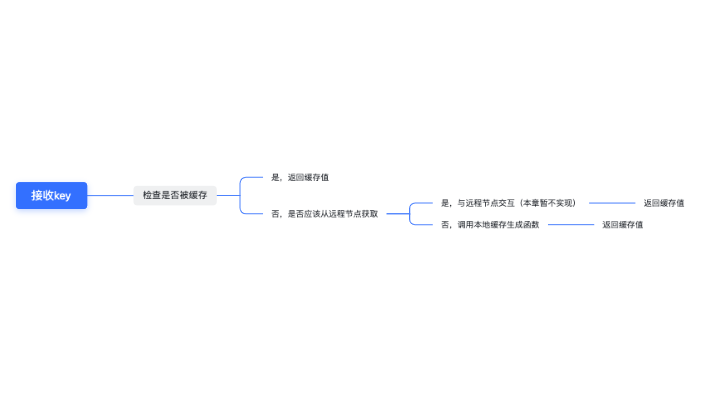 接收key
检查是否被缓存
是，返回缓存值
否，是否应该从远程节点获取
是，与远程节点交互（本章暂不实现）
返回缓存值
否，调用本地缓存生成函数
返回缓存值